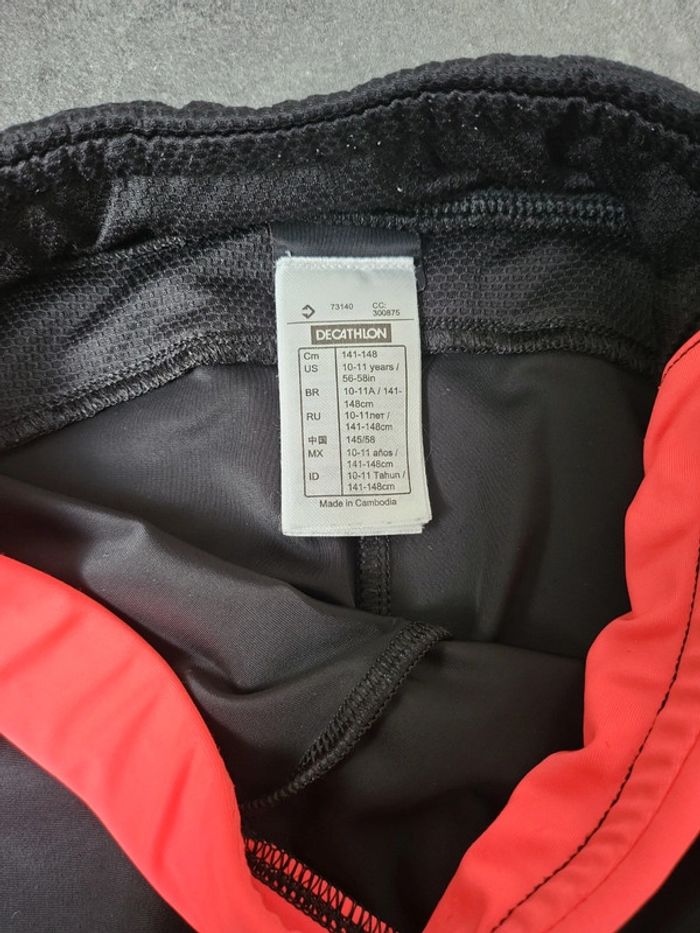 73140 CC:
300875
DECATHLON
Cm 141-148
US 10-11 years /
56-58in
BR 10-11A / 141-
148cm
RU 10-11лет /
141-148cm
中国 145/58
MX 10-11 años /
141-148cm
ID 10-11 Tahun /
141-148cm
Made in Cambodia